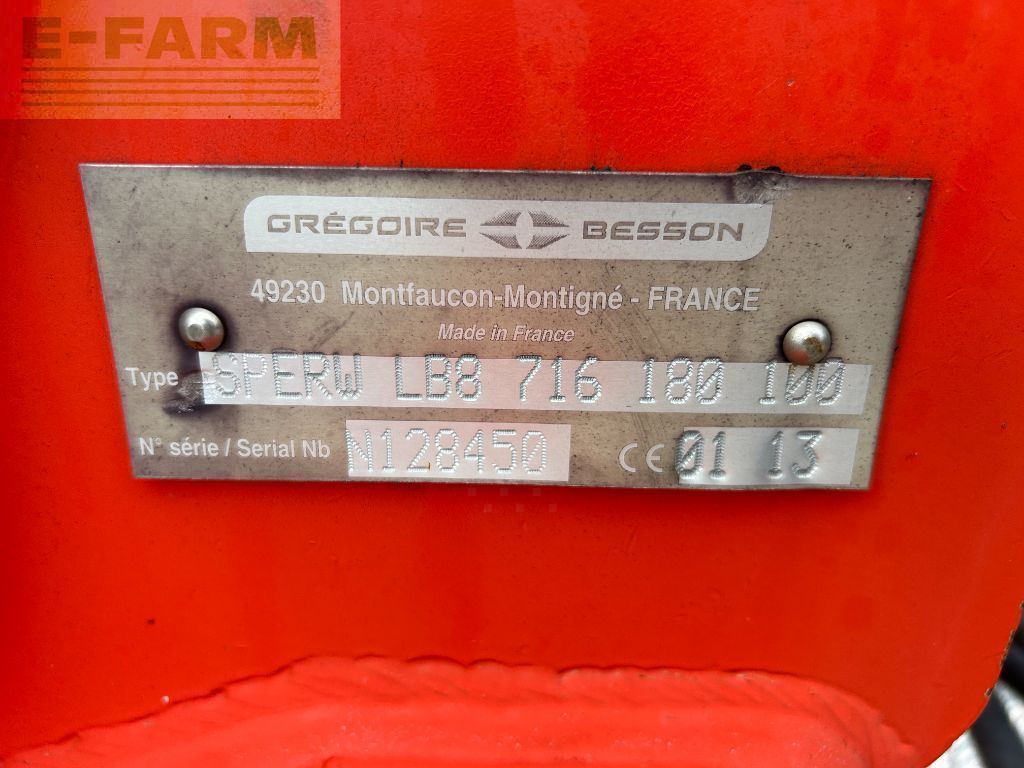 E-FARM
GRÉGOIRE BESSON
49230 Montfaucon-Montigné - FRANCE
Made in France
Type SPERW LB8 716 180 100
N° série / Serial Nb N128450 CE 01 13